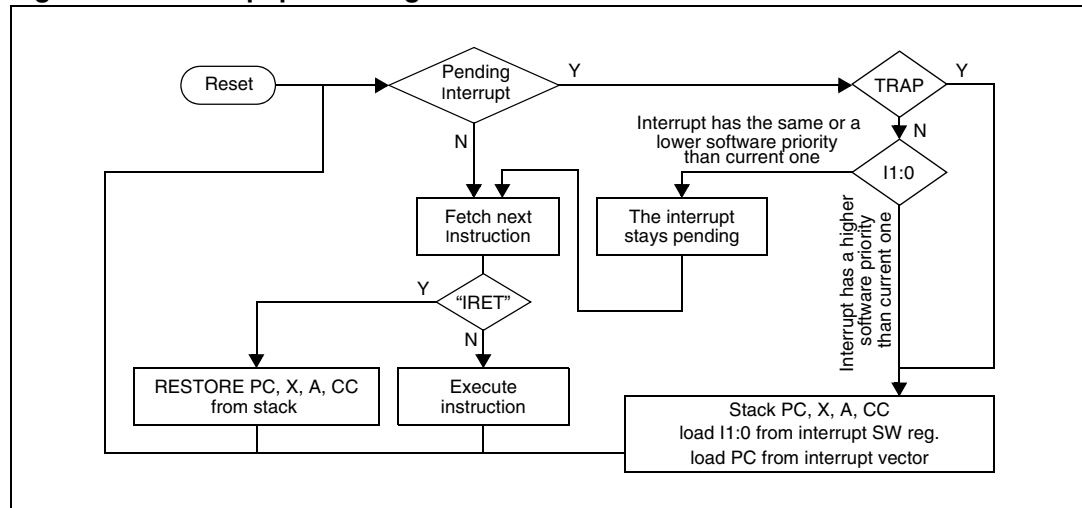 Reset
Pending
Interrupt
Y
TRAP
Y
N
Interrupt has the same or a
lower software priority
than current one
N
I1:0
Fetch next
Instruction
The interrupt
stays pending
Interrupt has a higher
software priority
than current one
Y
“IRET”
N
RESTORE PC, X, A, CC
from stack
Execute
instruction
Stack PC, X, A, CC
load I1:0 from interrupt SW reg.
load PC from interrupt vector